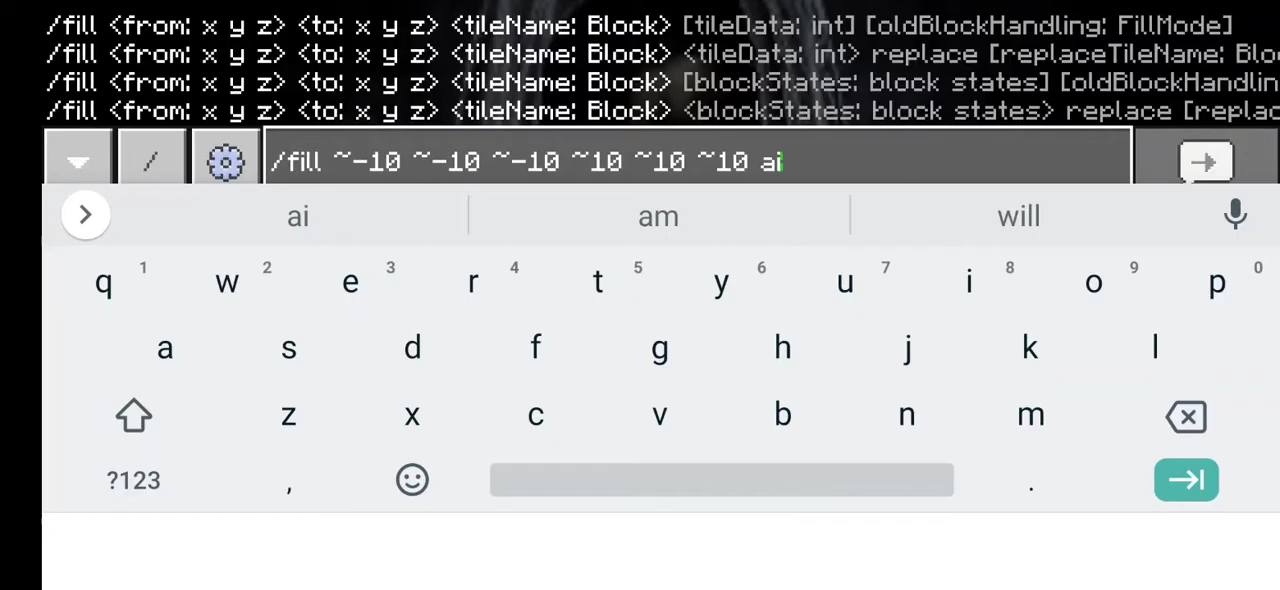 /fill <from: x y z> <to: x y z> <tileName: Block> [tileData: int] [oldBlockHandling: FillMode]
/fill <from: x y z> <to: x y z> <tileName: Block> <tileData: int> replace [replaceTileName: Blo
/fill <from: x y z> <to: x y z> <tileName: Block> [blockStates: block states] [oldBlockHandlin
/fill <from: x y z> <to: x y z> <tileName: Block> <blockStates: block states> replace [replac
/ /fill ~-10 ~-10 ~-10 ~10 ~10 ~10 ai
ai am will
q 1 w 2 e 3 r 4 t 5 y 6 u 7 i 8 o 9 p 0
a s d f g h j k l
z x c v b n m
?123 , .